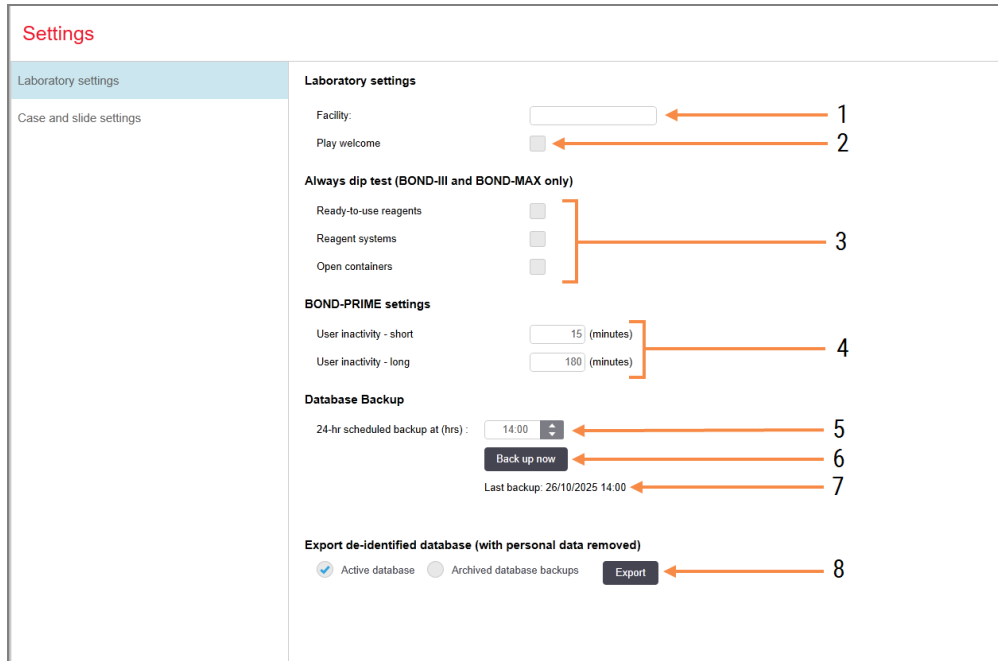 Settings
Laboratory settings
Case and slide settings
Laboratory settings
Facility: 1
Play welcome 2
Always dip test (BOND-III and BOND-MAX only)
Ready-to-use reagents
Reagent systems 3
Open containers
BOND-PRIME settings
User inactivity - short 15 (minutes)
4
User inactivity - long 180 (minutes)
Database Backup
24-hr scheduled backup at (hrs) : 14:00 5
Back up now 6
Last backup: 26/10/2025 14:00 7
Export de-identified database (with personal data removed)
Active database Archived database backups Export 8